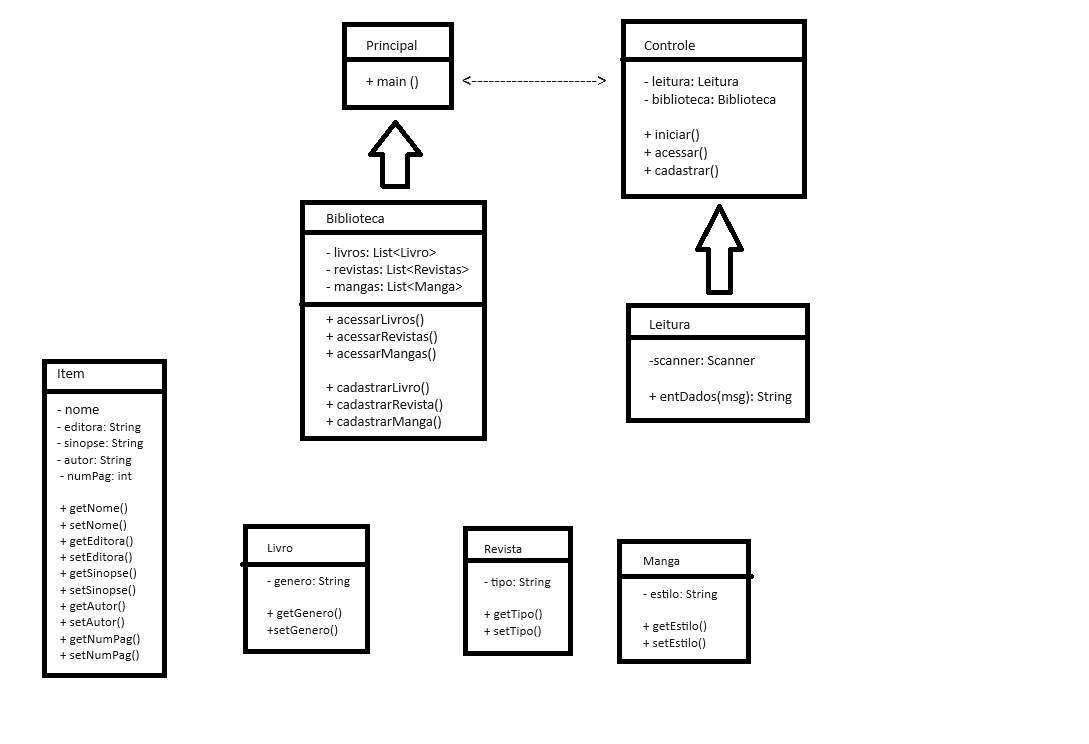 Principal
+ main ()
<--------------------->
Controle
- leitura: Leitura
- biblioteca: Biblioteca
+ iniciar()
+ acessar()
+ cadastrar()
Biblioteca
- livros: List<Livro>
- revistas: List<Revistas>
- mangas: List<Manga>
+ acessarLivros()
+ acessarRevistas()
+ acessarMangas()
+ cadastrarLivro()
+ cadastrarRevista()
+ cadastrarManga()
Leitura
-scanner: Scanner
+ entDados(msg): String
Item
- nome
- editora: String
- sinopse: String
- autor: String
- numPag: int
+ getNome()
+ setNome()
+ getEditora()
+ setEditora()
+ getSinopse()
+ setSinopse()
+ getAutor()
+ setAutor()
+ getNumPag()
+ setNumPag()
Livro
- genero: String
+ getGenero()
+setGenero()
Revista
- tipo: String
+ getTipo()
+ setTipo()
Manga
- estilo: String
+ getEstilo()
+ setEstilo()